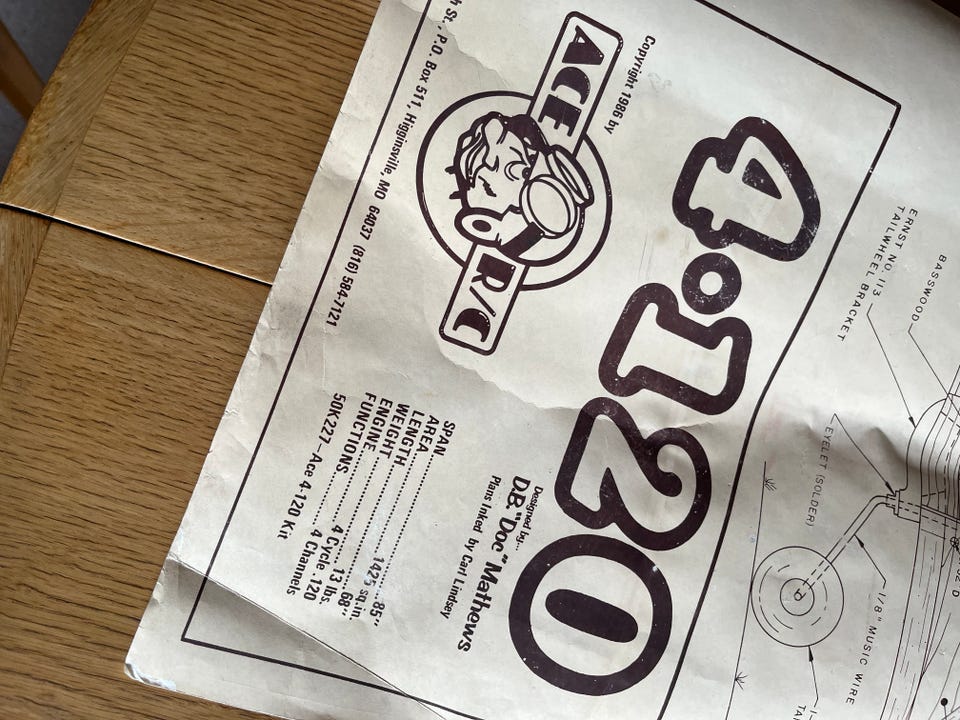 4•120
Copyright 1986 by
ACE R/C
St., P.O. Box 511, Higginsville, MO 64037 (816) 584-7121
Designed by:
D.B. "Doc" Mathews
Plans Inked by Carl Lindsey
SPAN 85"
AREA 1425 sq.in.
LENGTH 68"
WEIGHT 13 lbs.
ENGINE 4 Cycle .120
FUNCTIONS 4 Channels
50K227—Ace 4-120 Kit
BASSWOOD
ERNST NO. 113
TAILWHEEL BRACKET
EYELET (SOLDER)
1/8" MUSIC WIRE